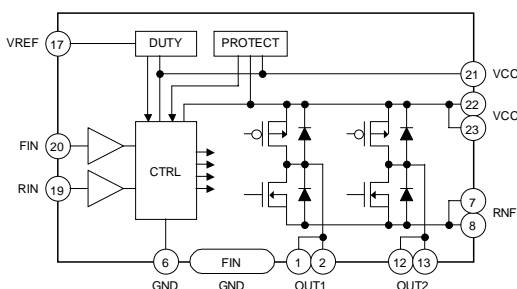 VREF 17 DUTY PROTECT
21 VCC
22 VCC
23
FIN 20
CTRL
RIN 19
7 RNF
8
6 FIN 1 2 12 13
GND GND OUT1 OUT2